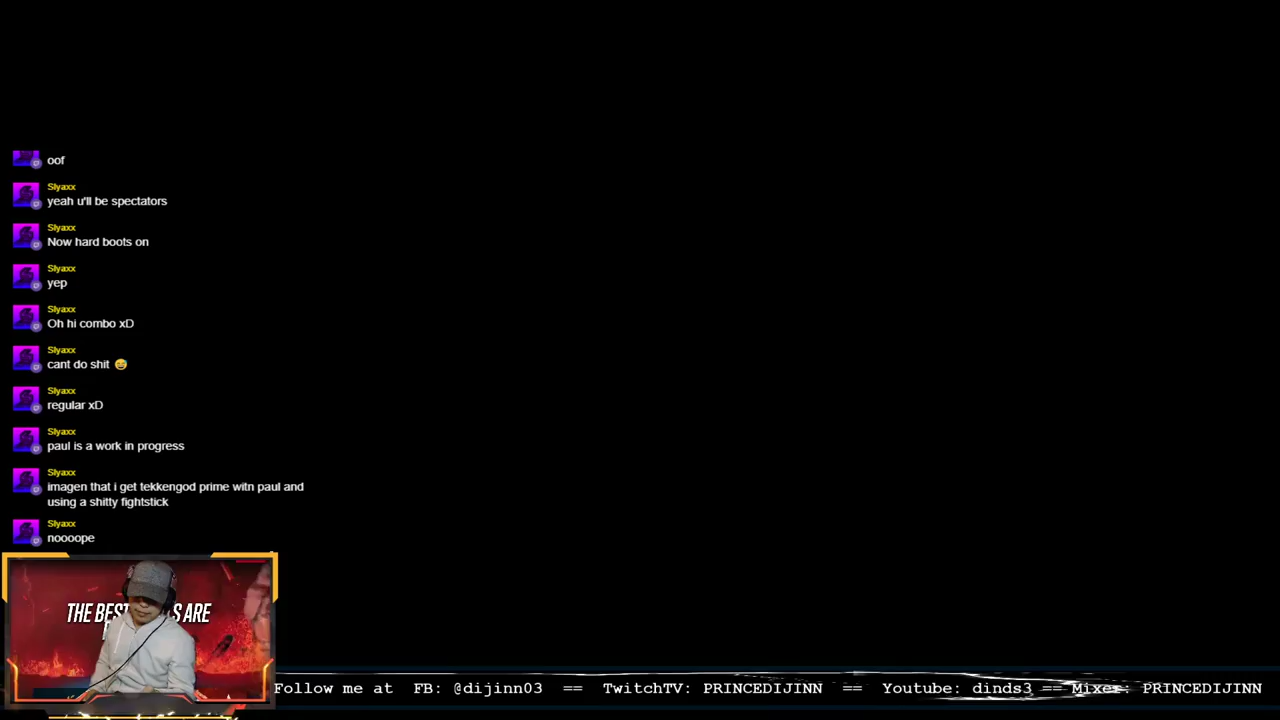 oof
Slyaxx
yeah u'll be spectators
Slyaxx
Now hard boots on
Slyaxx
yep
Slyaxx
Oh hi combo xD
Slyaxx
cant do shit 😅
Slyaxx
regular xD
Slyaxx
paul is a work in progress
Slyaxx
imagen that i get tekkengod prime witn paul and
using a shitty fightstick
Slyaxx
noooope
THE BEST ARE
Follow me at FB: @dijinn03 == TwitchTV: PRINCEDIJINN == Youtube: dinds3 == Mixer: PRINCEDIJINN